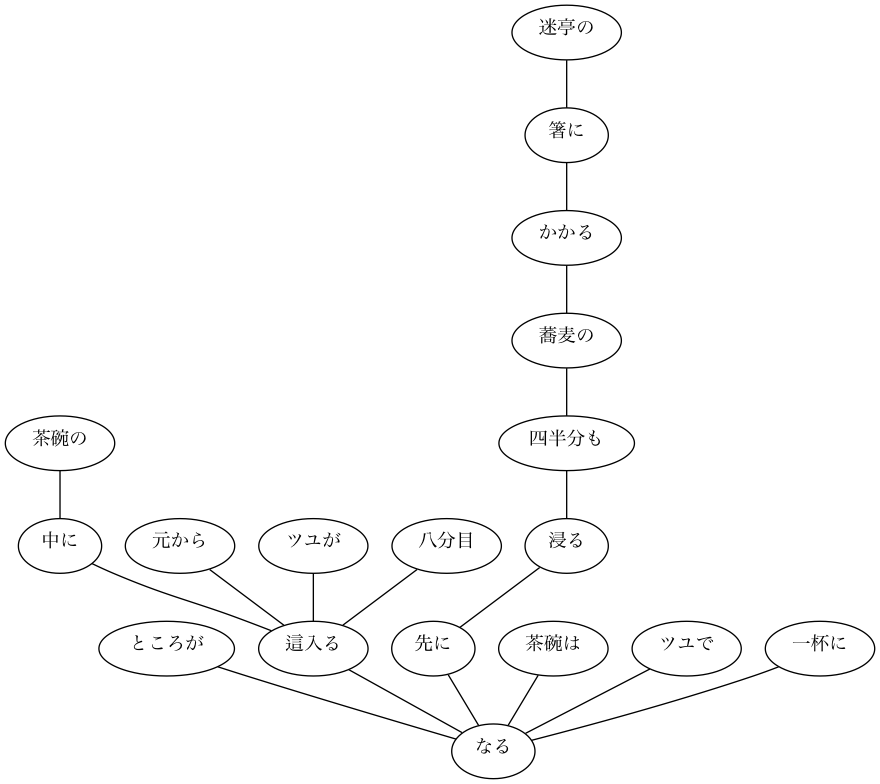 迷亭の
箸に
かかる
蕎麦の
茶碗の
四半分も
中に
元から
ツユが
八分目
浸る
ところが
這入る
先に
茶碗は
ツユで
一杯に
なる